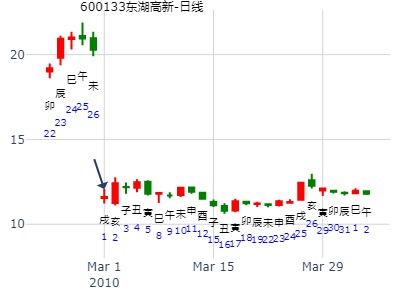 600133东湖高新-日线
20
15
10
卯 辰 巳 午 未
22 23 24 25 26
戌 亥 子 丑 寅 巳 午 未 申 酉 子 丑 寅 卯 辰 巳 未 申 酉 戌 亥 寅 卯 辰 巳 午
1 2 3 4 5 8 9 10 11 12 15 16 17 18 19 22 23 24 25 26 29 30 31 1 2
Mar 1 Mar 15 Mar 29
2010